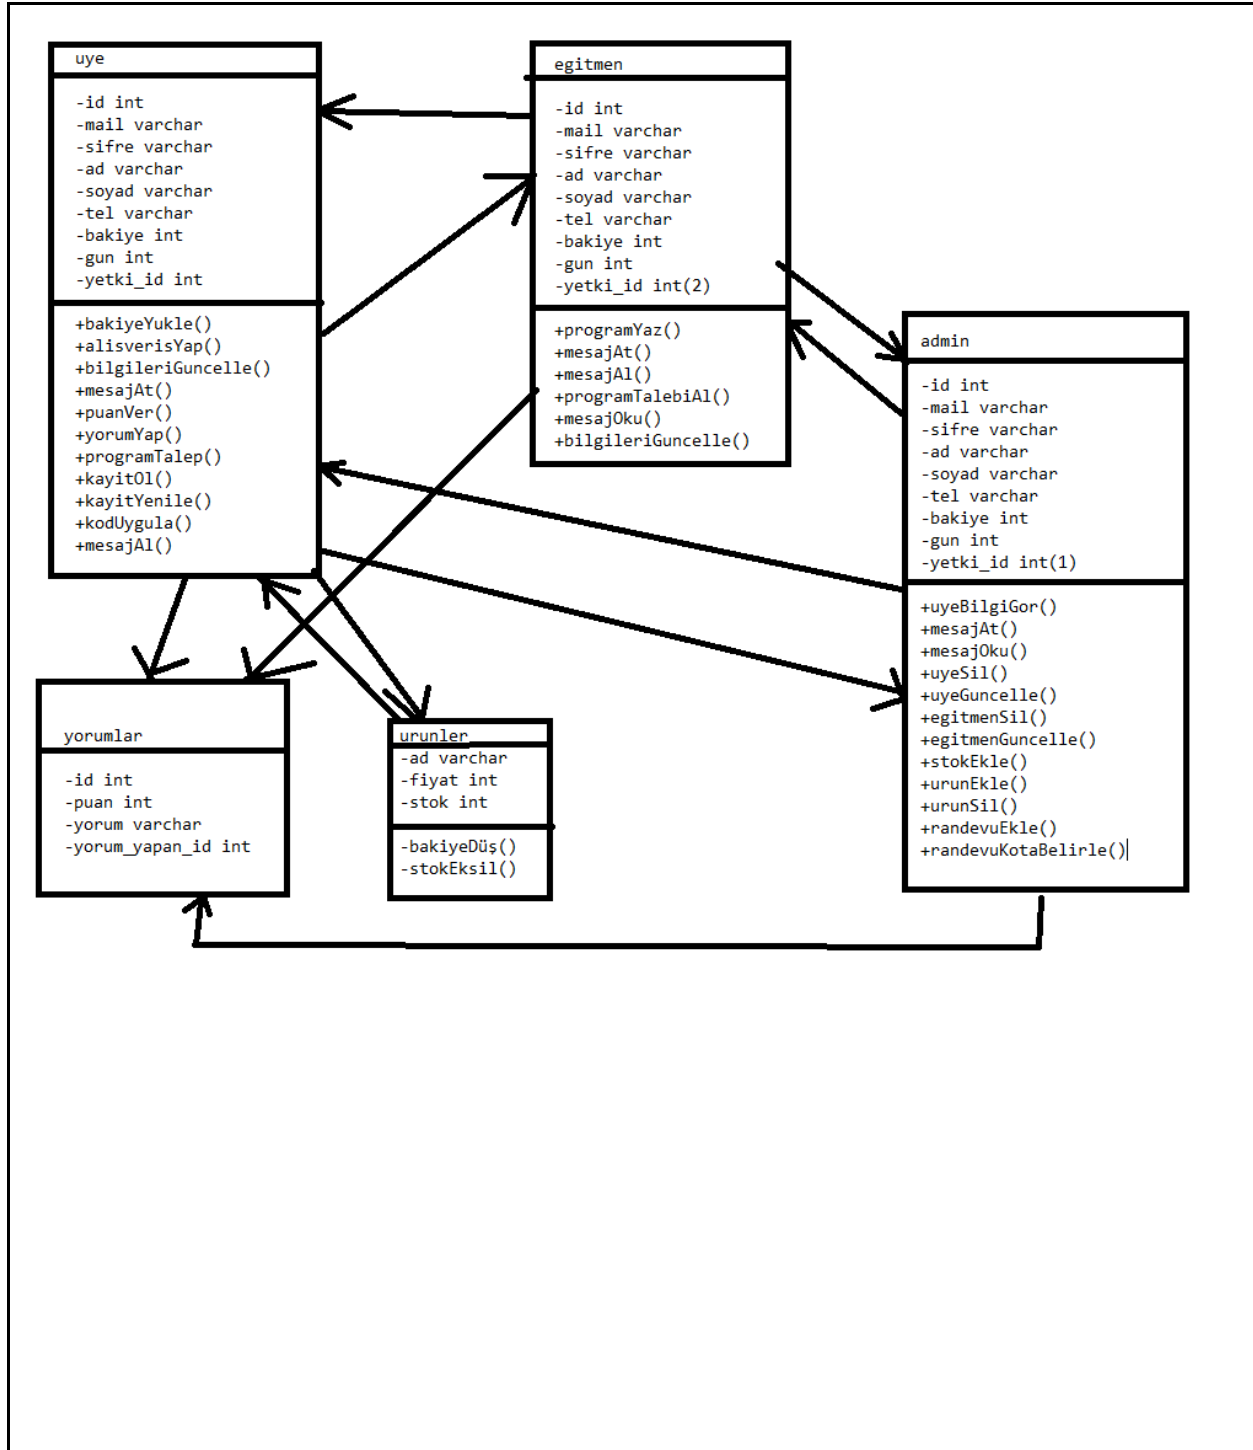 uye
-id int
-mail varchar
-sifre varchar
-ad varchar
-soyad varchar
-tel varchar
-bakiye int
-gun int
-yetki_id int
+bakiyeYukle()
+alisverisYap()
+bilgileriGuncelle()
+mesajAt()
+puanVer()
+yorumYap()
+programTalep()
+kayitOl()
+kayitYenile()
+kodUygula()
+mesajAl()
egitmen
-id int
-mail varchar
-sifre varchar
-ad varchar
-soyad varchar
-tel varchar
-bakiye int
-gun int
-yetki_id int(2)
+programYaz()
+mesajAt()
+mesajAl()
+programTalebiAl()
+mesajOku()
+bilgileriGuncelle()
admin
-id int
-mail varchar
-sifre varchar
-ad varchar
-soyad varchar
-tel varchar
-bakiye int
-gun int
-yetki_id int(1)
+uyeBilgiGor()
+mesajAt()
+mesajOku()
+uyeSil()
+uyeGuncelle()
+egitmenSil()
+egitmenGuncelle()
+stokEkle()
+urunEkle()
+urunSil()
+randevuEkle()
+randevuKotaBelirle()
yorumlar
-id int
-puan int
-yorum varchar
-yorum_yapan_id int
urunler
-ad varchar
-fiyat int
-stok int
-bakiyeDüş()
-stokEksil()